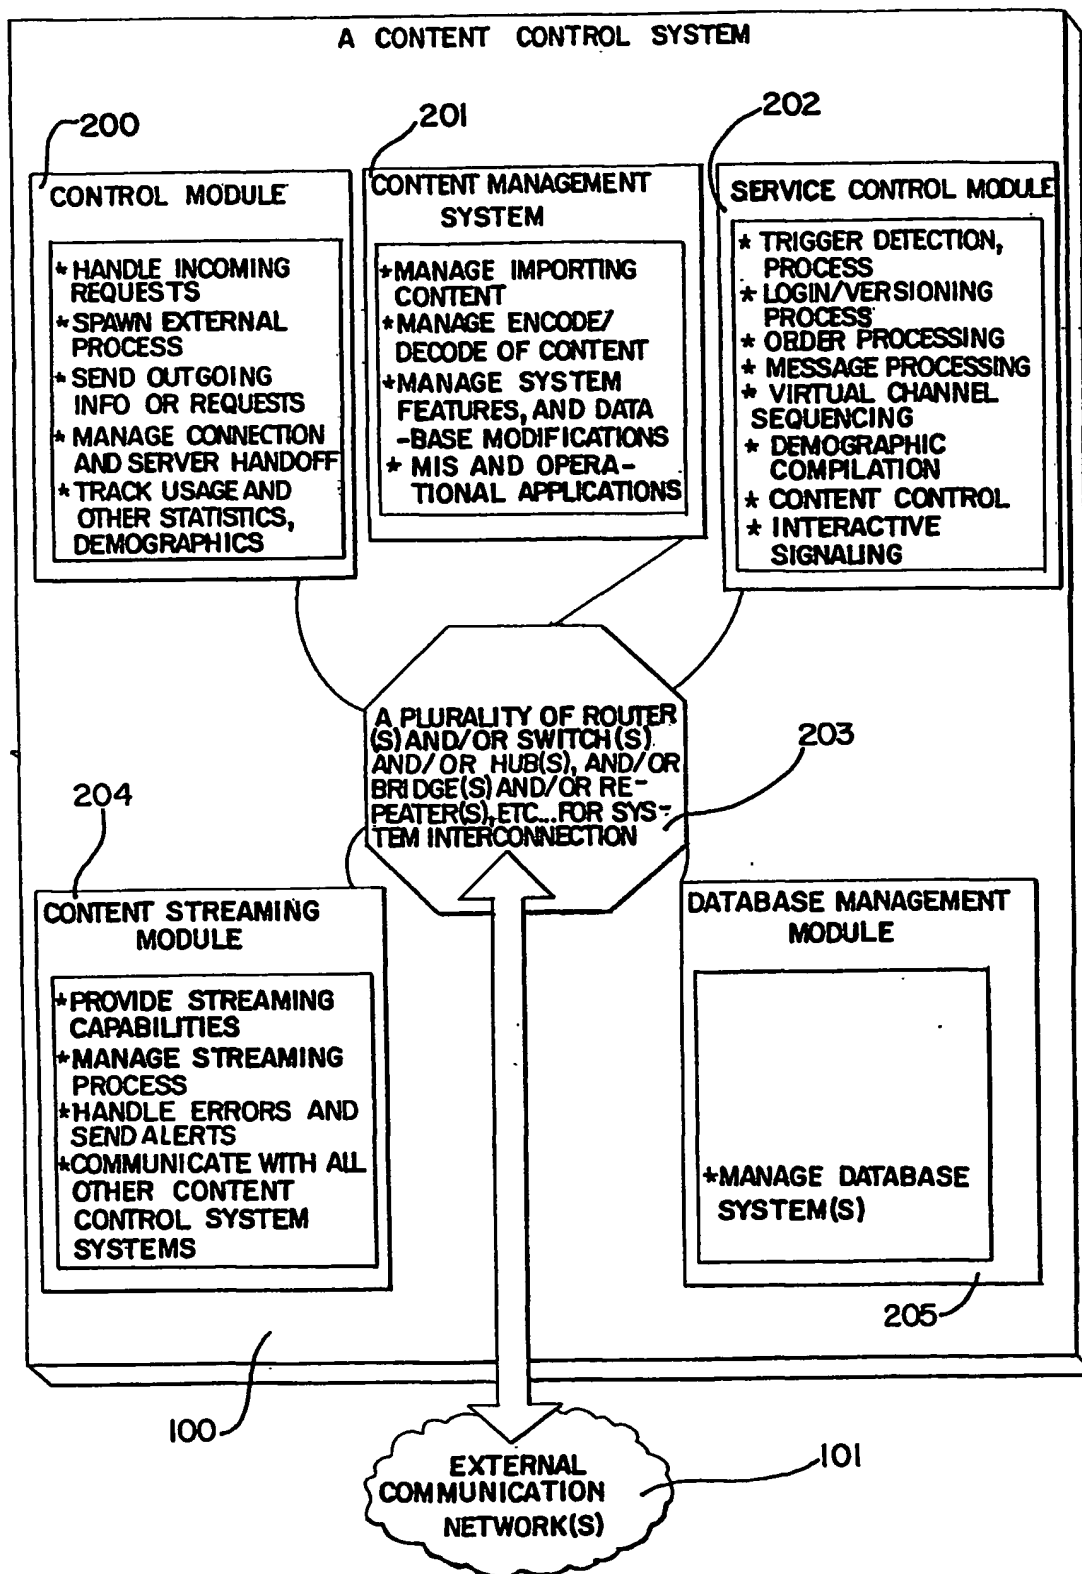 A CONTENT CONTROL SYSTEM
200
201
202
CONTROL MODULE
* HANDLE INCOMING
REQUESTS
* SPAWN EXTERNAL
PROCESS
* SEND OUTGOING
INFO OR REQUESTS
* MANAGE CONNECTION
AND SERVER HANDOFF
* TRACK USAGE AND
OTHER STATISTICS,
DEMOGRAPHICS
CONTENT MANAGEMENT
SYSTEM
* MANAGE IMPORTING
CONTENT
* MANAGE ENCODE/
DECODE OF CONTENT
* MANAGE SYSTEM
FEATURES, AND DATA
-BASE MODIFICATIONS
* MIS AND OPERA-
TIONAL APPLICATIONS
SERVICE CONTROL MODULE
* TRIGGER DETECTION,
PROCESS
* LOGIN/VERSIONING
PROCESS
* ORDER PROCESSING
* MESSAGE PROCESSING
* VIRTUAL CHANNEL
SEQUENCING
* DEMOGRAPHIC
COMPILATION
* CONTENT CONTROL
* INTERACTIVE
SIGNALING
A PLURALITY OF ROUTER
(S) AND/OR SWITCH(S)
AND/OR HUB(S), AND/OR
BRIDGE(S) AND/OR RE-
PEATER(S), ETC...FOR SYS-
TEM INTERCONNECTION
203
204
CONTENT STREAMING
MODULE
* PROVIDE STREAMING
CAPABILITIES
* MANAGE STREAMING
PROCESS
* HANDLE ERRORS AND
SEND ALERTS
* COMMUNICATE WITH ALL
OTHER CONTENT
CONTROL SYSTEM
SYSTEMS
DATABASE MANAGEMENT
MODULE
* MANAGE DATABASE
SYSTEM(S)
205
100
EXTERNAL
COMMUNICATION
NETWORK(S)
101